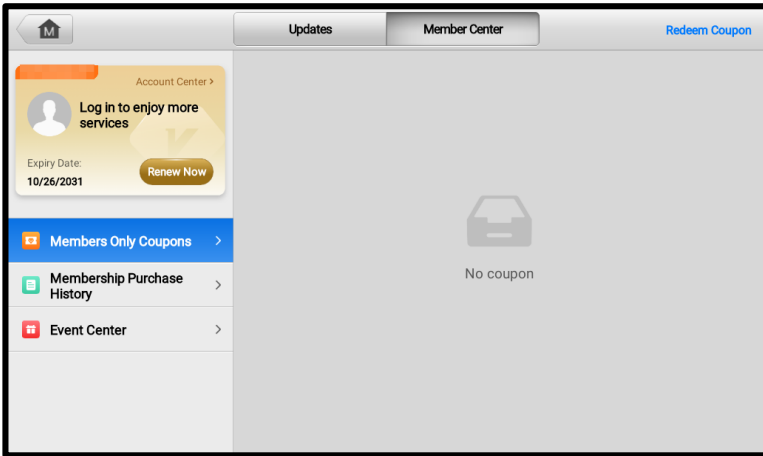 M
Updates
Member Center
Redeem Coupon
Account Center >
Log in to enjoy more
services
Expiry Date:
10/26/2031
Renew Now
Members Only Coupons
Membership Purchase
History
Event Center
No coupon